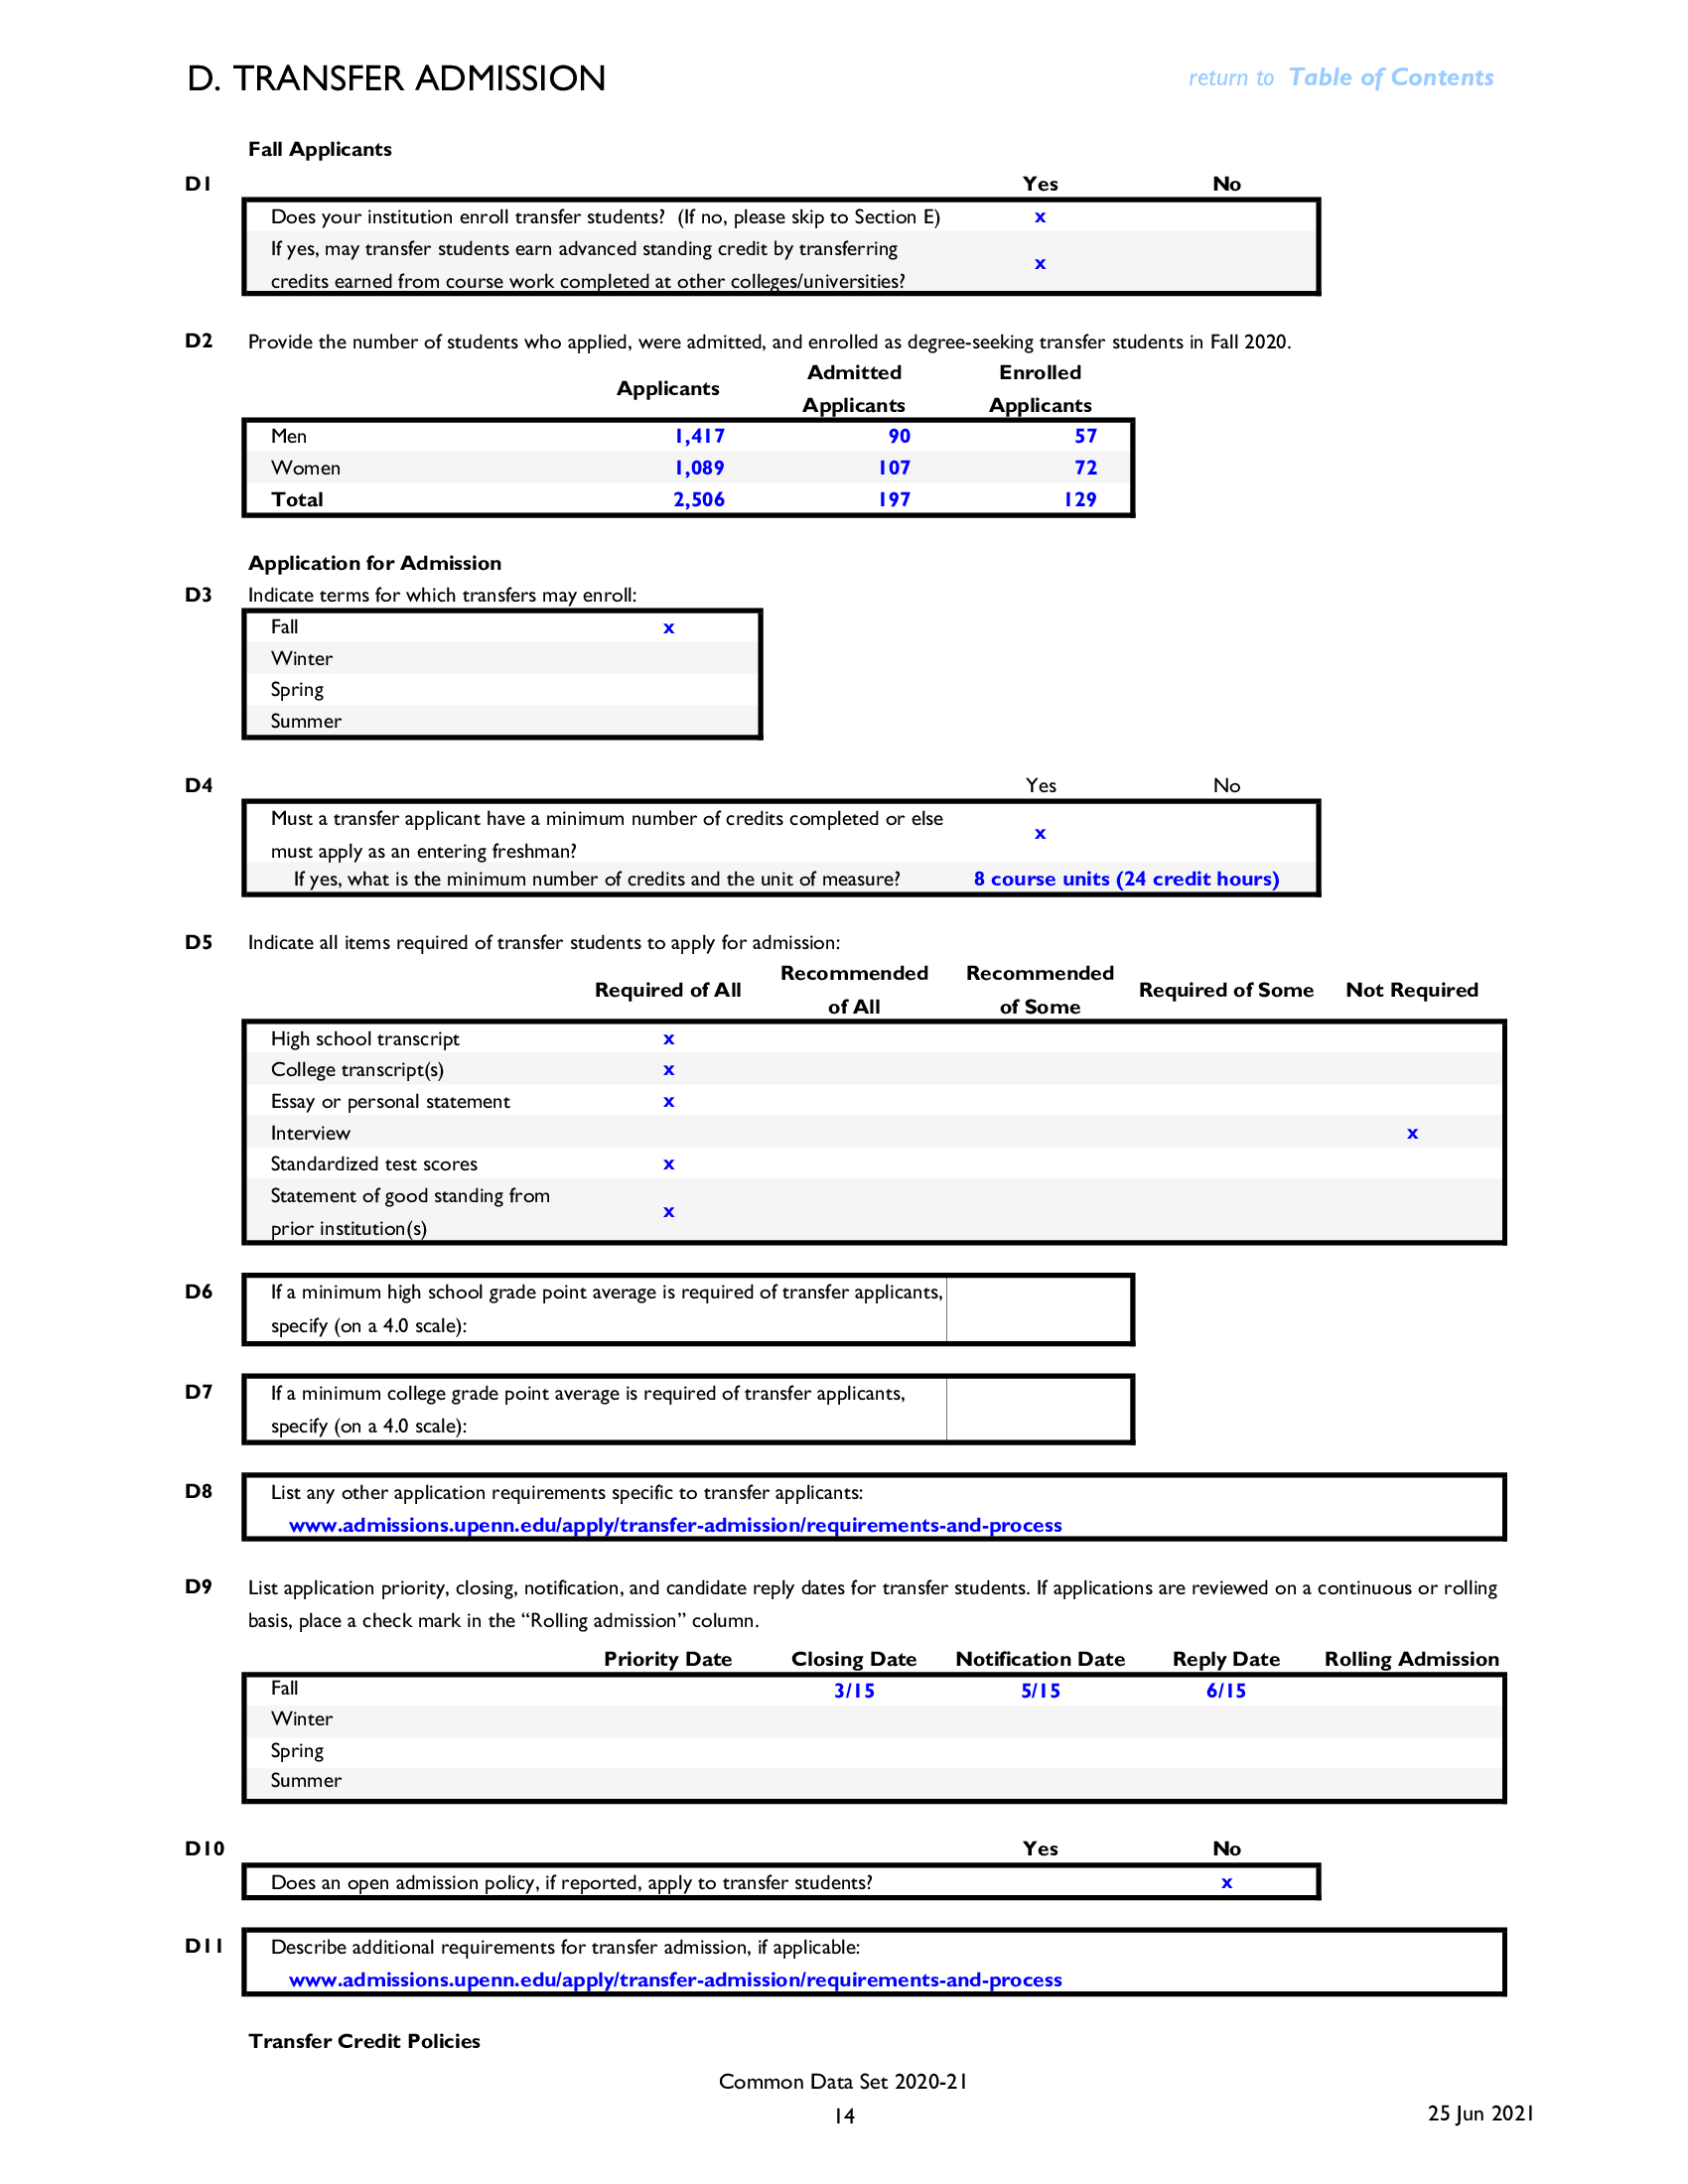 D. TRANSFER ADMISSION
return to Table of Contents
Fall Applicants
D1 Yes No
Does your institution enroll transfer students? (If no, please skip to Section E) x
If yes, may transfer students earn advanced standing credit by transferring
credits earned from course work completed at other colleges/universities? x
D2 Provide the number of students who applied, were admitted, and enrolled as degree-seeking transfer students in Fall 2020.
Applicants Admitted Applicants Enrolled Applicants
Men 1,417 90 57
Women 1,089 107 72
Total 2,506 197 129
Application for Admission
D3 Indicate terms for which transfers may enroll:
Fall x
Winter
Spring
Summer
D4 Yes No
Must a transfer applicant have a minimum number of credits completed or else
must apply as an entering freshman? x
If yes, what is the minimum number of credits and the unit of measure? 8 course units (24 credit hours)
D5 Indicate all items required of transfer students to apply for admission:
Required of All Recommended of All Recommended of Some Required of Some Not Required
High school transcript x
College transcript(s) x
Essay or personal statement x
Interview x
Standardized test scores x
Statement of good standing from
prior institution(s) x
D6 If a minimum high school grade point average is required of transfer applicants,
specify (on a 4.0 scale):
D7 If a minimum college grade point average is required of transfer applicants,
specify (on a 4.0 scale):
D8 List any other application requirements specific to transfer applicants:
www.admissions.upenn.edu/apply/transfer-admission/requirements-and-process
D9 List application priority, closing, notification, and candidate reply dates for transfer students. If applications are reviewed on a continuous or rolling
basis, place a check mark in the “Rolling admission” column.
Priority Date Closing Date Notification Date Reply Date Rolling Admission
Fall 3/15 5/15 6/15
Winter
Spring
Summer
D10 Yes No
Does an open admission policy, if reported, apply to transfer students? x
D11 Describe additional requirements for transfer admission, if applicable:
www.admissions.upenn.edu/apply/transfer-admission/requirements-and-process
Transfer Credit Policies
Common Data Set 2020-21
14
25 Jun 2021